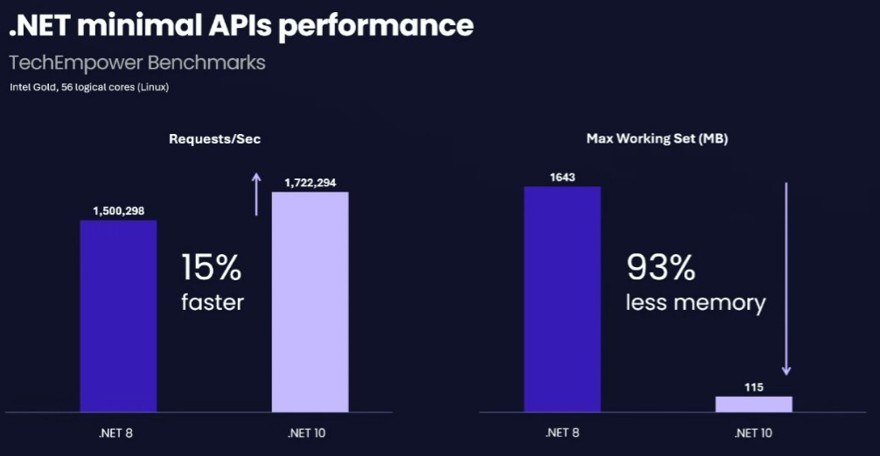 .NET minimal APIs performance
TechEmpower Benchmarks
Intel Gold, 56 logical cores (Linux)
Requests/Sec
1,500,298
1,722,294
15%
faster
.NET 8
.NET 10
Max Working Set (MB)
1643
93%
less memory
115
.NET 8
.NET 10